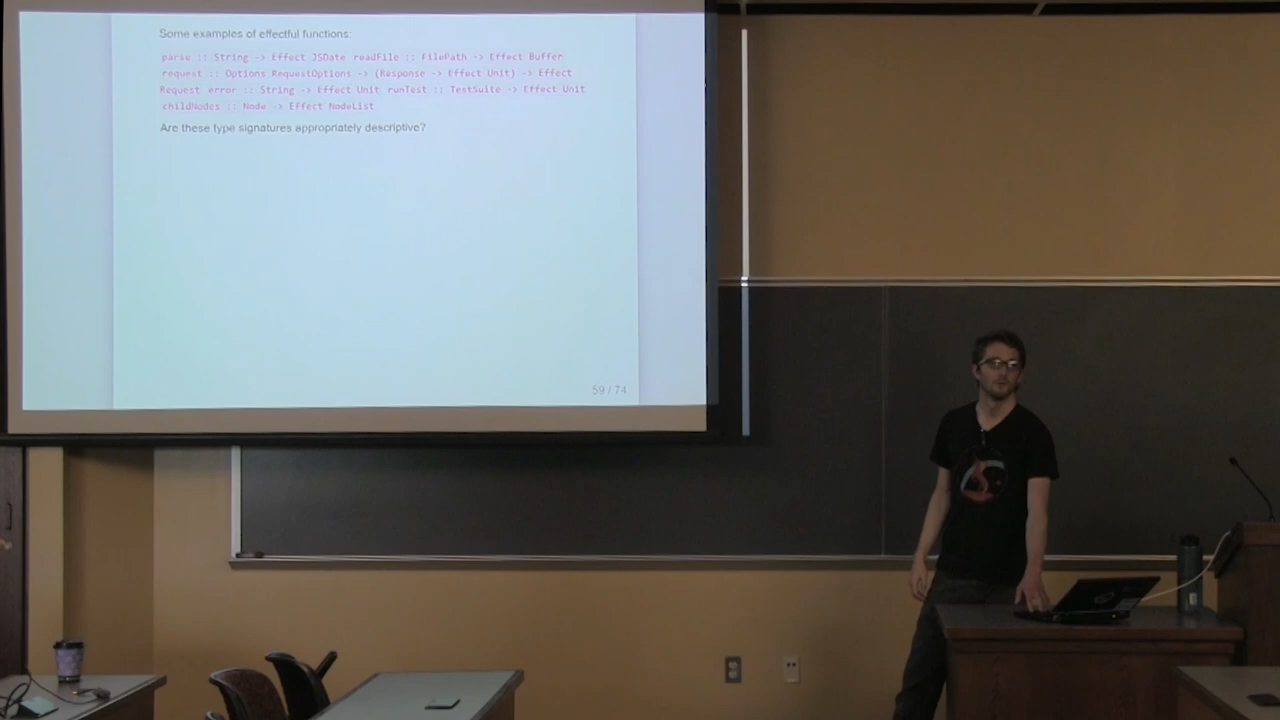 Some examples of effectful functions:
parse :: String -> Effect JSDate readFile :: FilePath -> Effect Buffer
request :: Options RequestOptions -> (Response -> Effect Unit) -> Effect
Request error :: String -> Effect Unit runTest :: TestSuite -> Effect Unit
childNodes :: Node -> Effect NodeList
Are these type signatures appropriately descriptive?
59 / 74